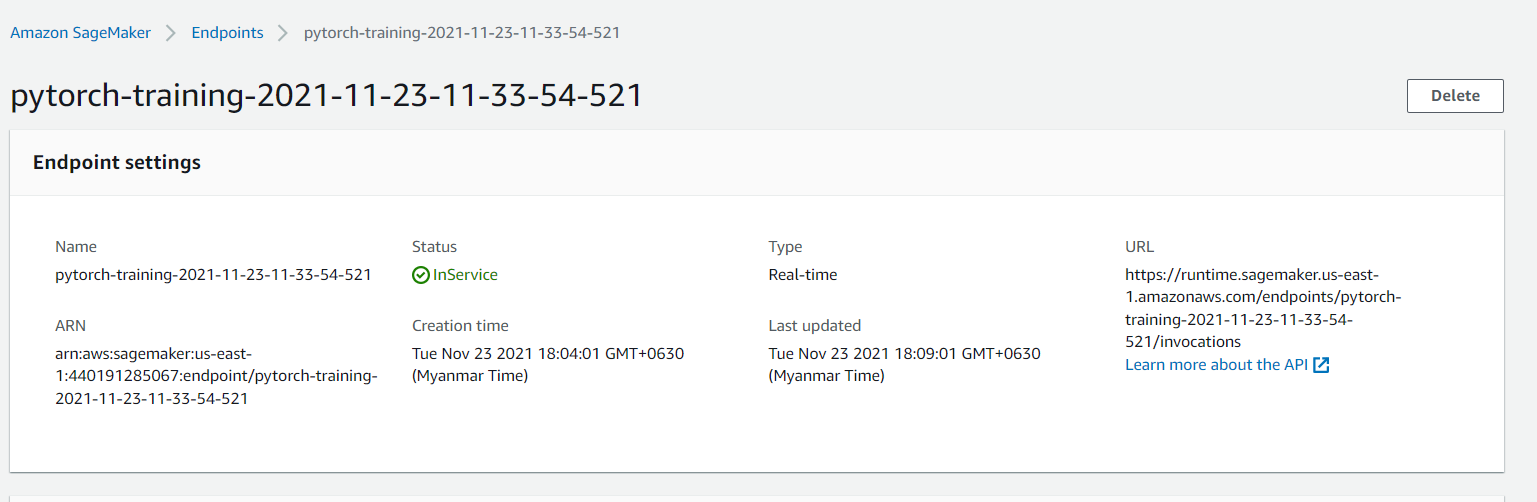 Amazon SageMaker > Endpoints > pytorch-training-2021-11-23-11-33-54-521
pytorch-training-2021-11-23-11-33-54-521
Delete
Endpoint settings
Name
pytorch-training-2021-11-23-11-33-54-521
ARN
arn:aws:sagemaker:us-east-
1:440191285067:endpoint/pytorch-training-
2021-11-23-11-33-54-521
Status
InService
Creation time
Tue Nov 23 2021 18:04:01 GMT+0630
(Myanmar Time)
Type
Real-time
Last updated
Tue Nov 23 2021 18:09:01 GMT+0630
(Myanmar Time)
URL
https://runtime.sagemaker.us-east-
1.amazonaws.com/endpoints/pytorch-
training-2021-11-23-11-33-54-
521/invocations
Learn more about the API